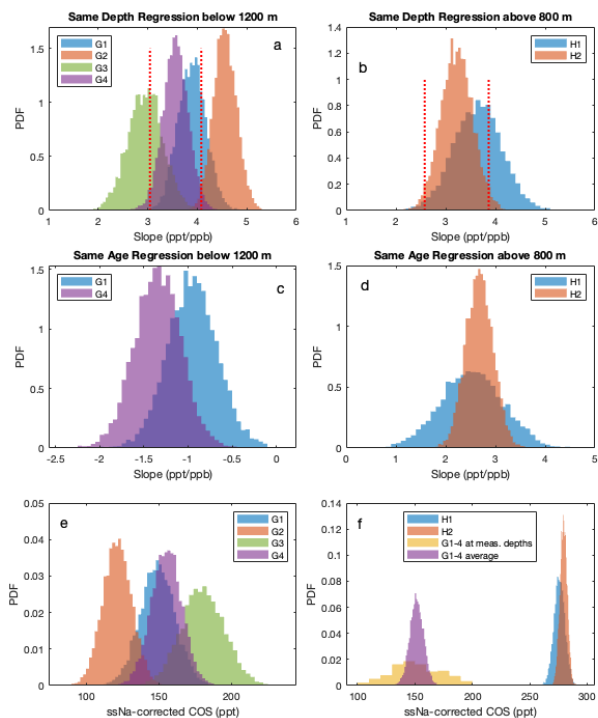 Same Depth Regression below 1200 m
Same Depth Regression above 800 m
a
G1
G2
G3
G4
PDF
1.5
1
0.5
0
1 2 3 4 5 6
Slope (ppt/ppb)
b
H1
H2
PDF
1.4
1.2
1
0.8
0.6
0.4
0.2
0
1 2 3 4 5 6
Slope (ppt/ppb)
Same Age Regression below 1200 m
Same Age Regression above 800 m
c
G1
G4
PDF
1.5
1
0.5
0
-2.5 -2 -1.5 -1 -0.5 0
Slope (ppt/ppb)
d
H1
H2
PDF
1.5
1
0.5
0
0 1 2 3 4 5
Slope (ppt/ppb)
e
G1
G2
G3
G4
PDF
0.05
0.04
0.03
0.02
0.01
0
100 150 200
ssNa-corrected COS (ppt)
f
H1
H2
G1-4 at meas. depths
G1-4 average
PDF
0.14
0.12
0.1
0.08
0.06
0.04
0.02
0
100 150 200 250 300
ssNa-corrected COS (ppt)